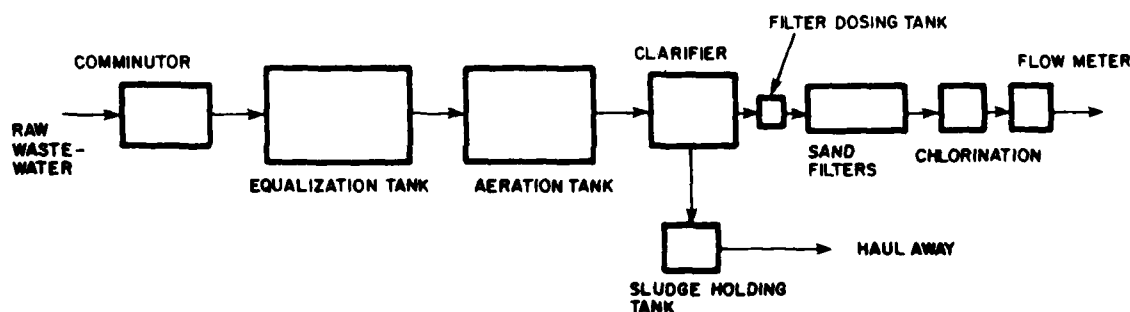 FILTER DOSING TANK
COMMINUTOR
CLARIFIER
FLOW METER
RAW
WASTE-
WATER
EQUALIZATION TANK
AERATION TANK
SAND
FILTERS
CHLORINATION
SLUDGE HOLDING
TANK
HAUL AWAY